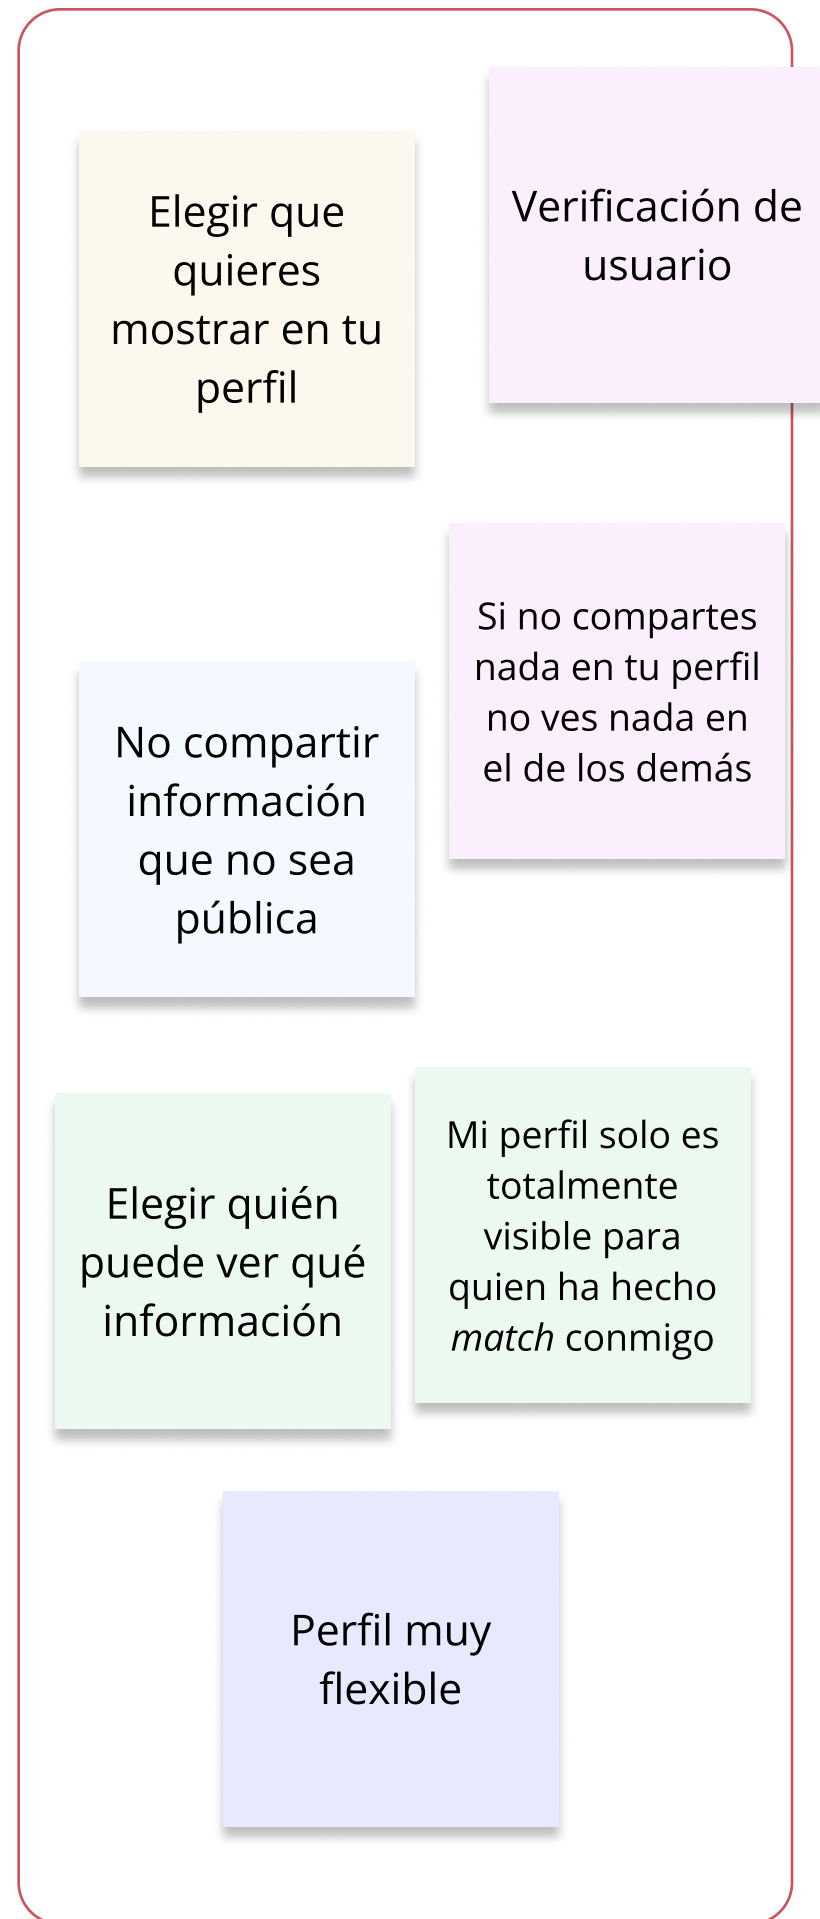 Elegir que
quieres
mostrar en tu
perfil
Verificación de
usuario
Si no compartes
nada en tu perfil
no ves nada en
el de los demás
No compartir
información
que no sea
pública
Elegir quién
puede ver qué
información
Mi perfil solo es
totalmente
visible para
quien ha hecho
match conmigo
Perfil muy
flexible